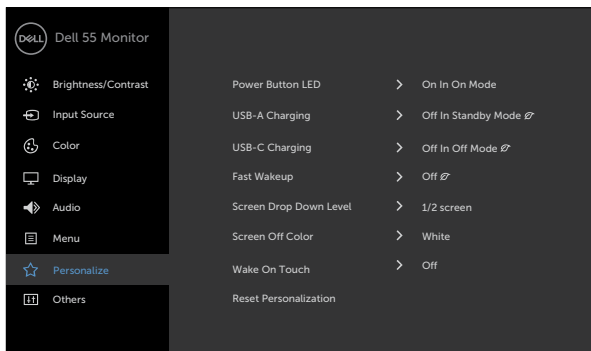 DELL Dell 55 Monitor
Brightness/Contrast Power Button LED On In On Mode
Input Source USB-A Charging Off In Standby Mode
Color USB-C Charging Off In Off Mode
Display Fast Wakeup Off
Audio Screen Drop Down Level 1/2 screen
Menu Screen Off Color White
Personalize Wake On Touch Off
Others Reset Personalization